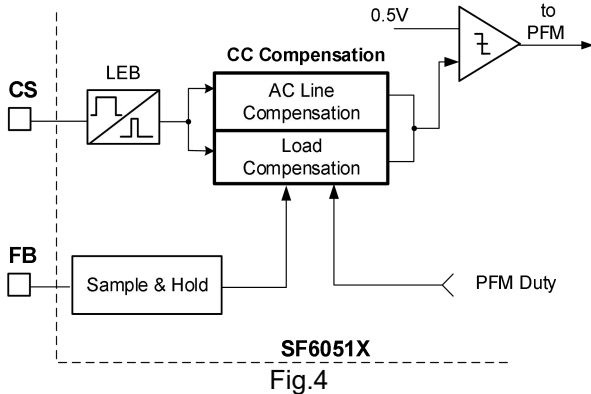 0.5V
to
PFM
CC Compensation
LEB
CS
AC Line
Compensation
Load
Compensation
FB
Sample & Hold
PFM Duty
SF6051X
Fig.4